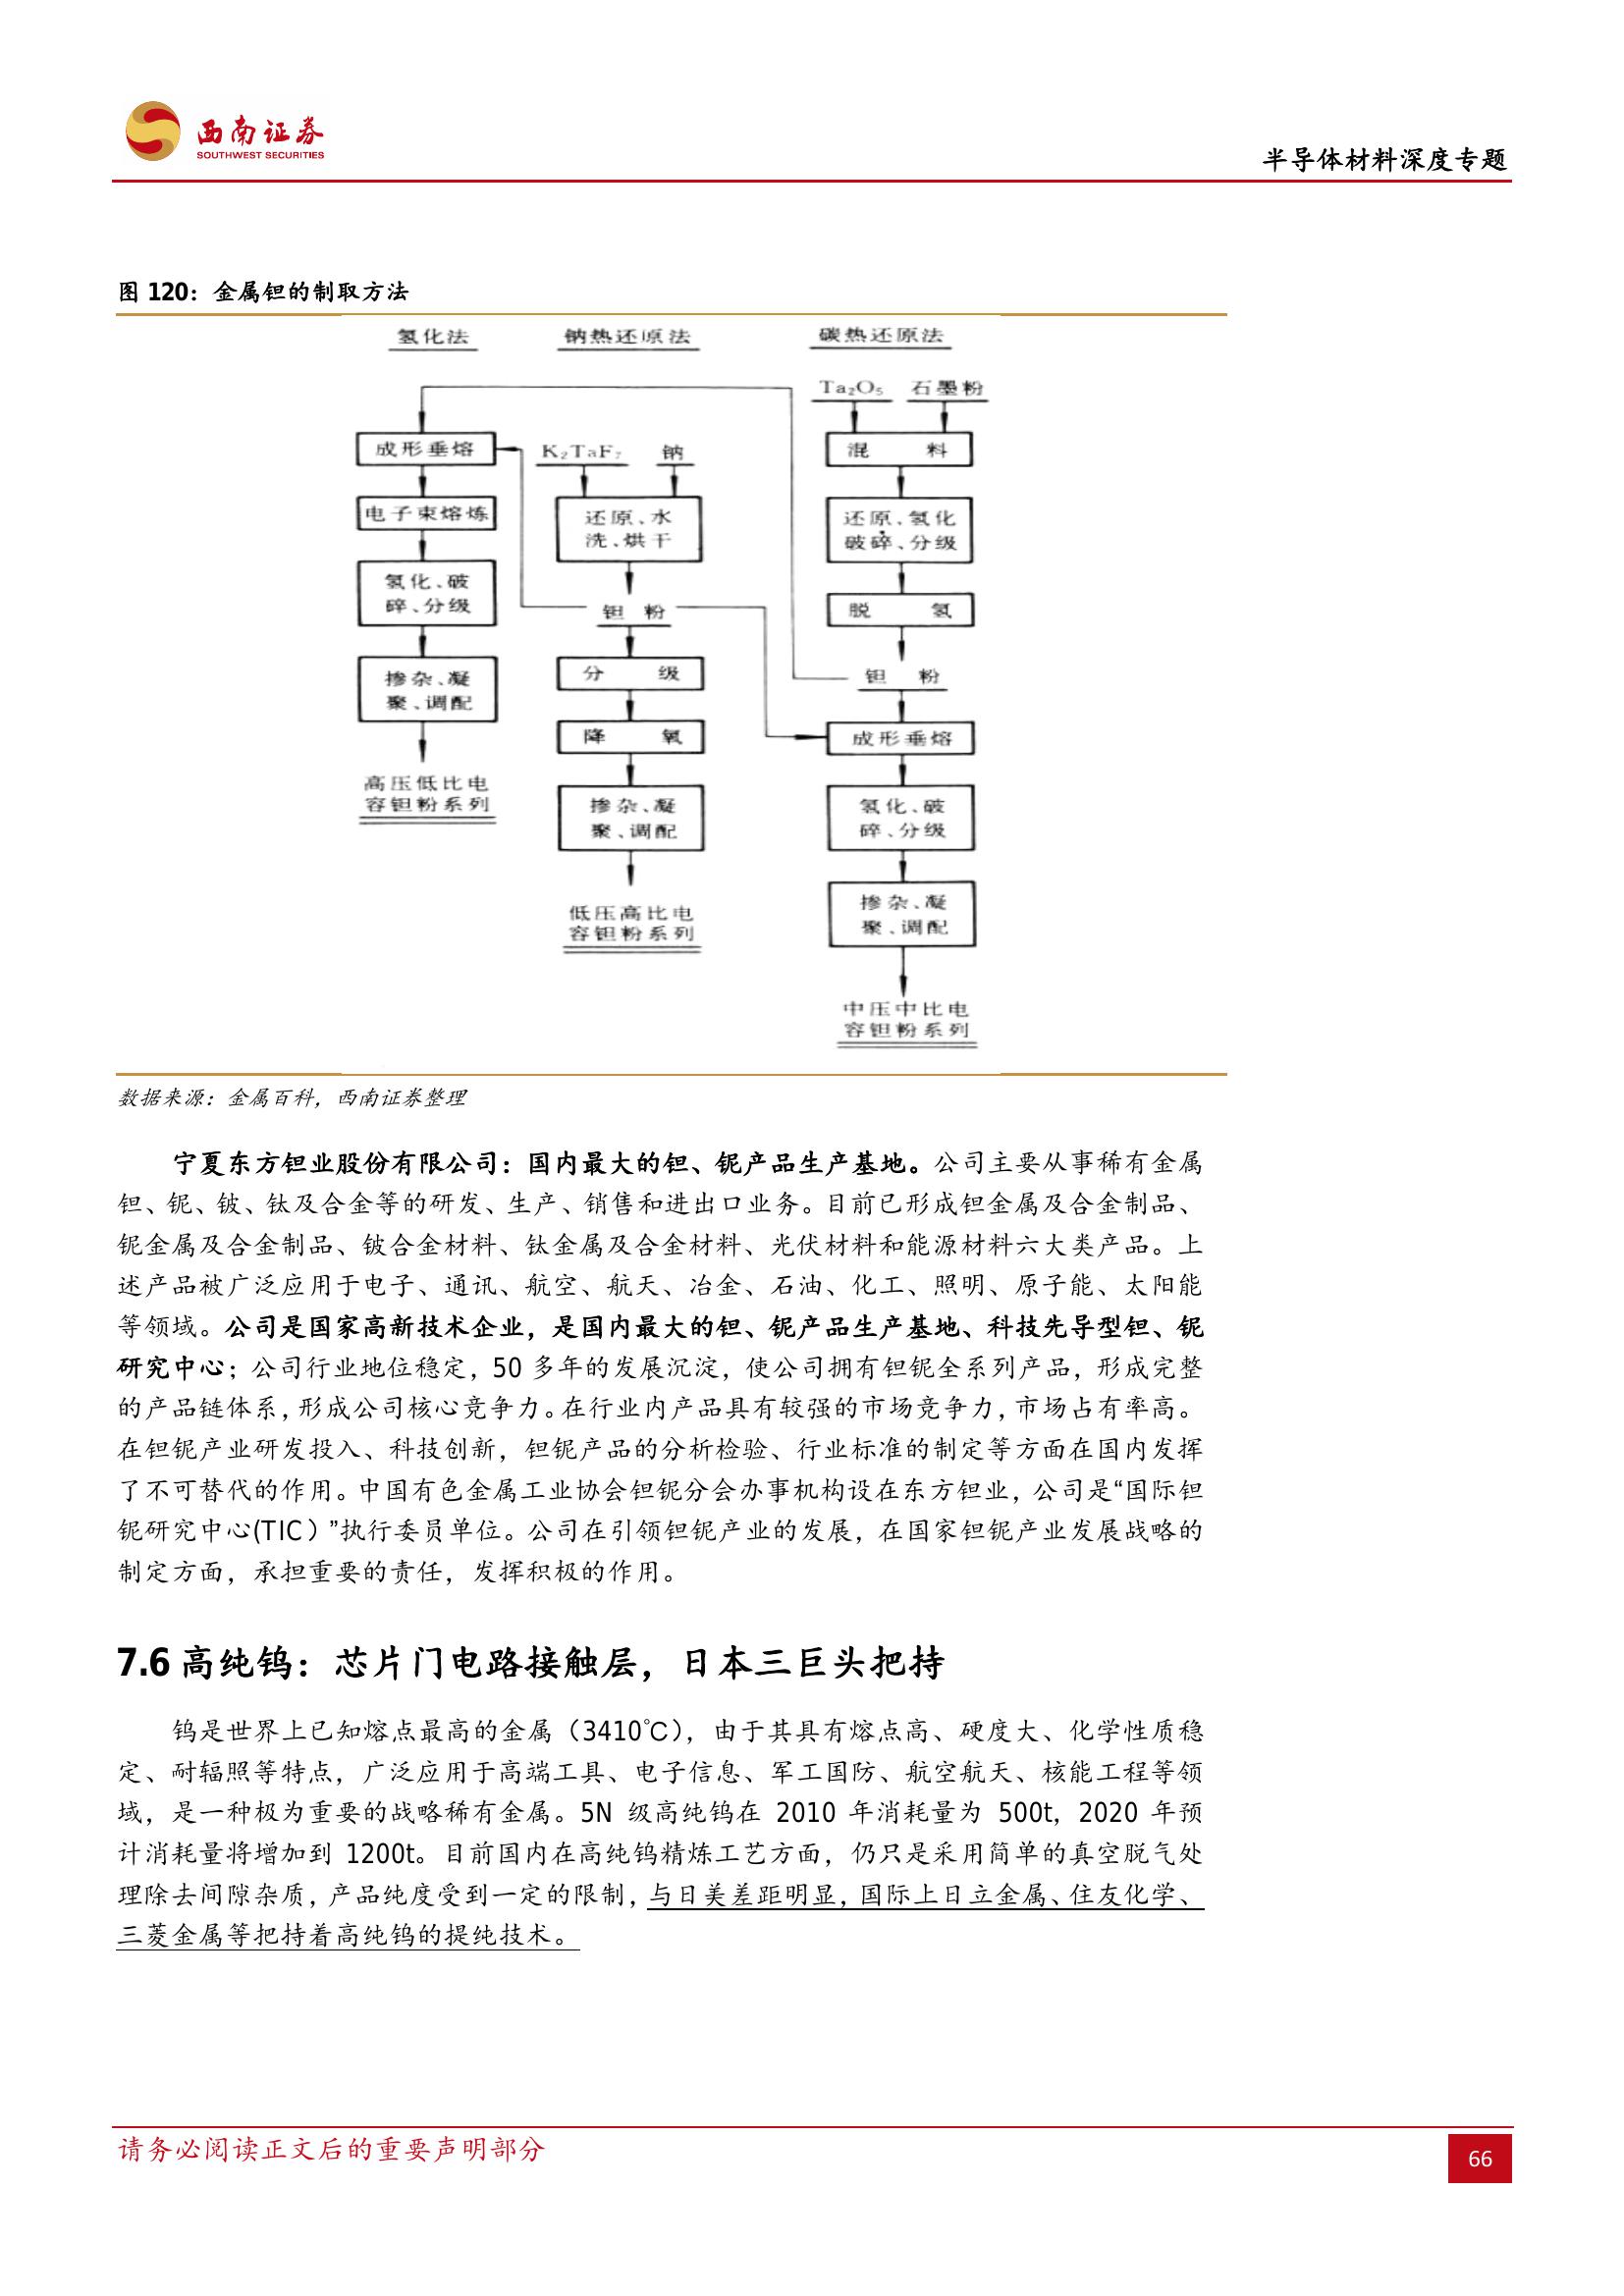 西南证券
SOUTHWEST SECURITIES
半导体材料深度专题
图 120：金属钽的制取方法
氢化法
钠热还原法
碳热还原法
Ta₂O₅ 石墨粉
成形垂熔
K₂TaF₇ 钠
混 料
电子束熔炼
还原、水
洗、烘干
还原、氢化
破碎、分级
氢化、破
碎、分级
钽 粉
脱 氢
掺杂、凝
聚、调配
分 级
钽 粉
降 氧
成形垂熔
高压低比电
容钽粉系列
掺杂、凝
聚、调配
氢化、破
碎、分级
低压高比电
容钽粉系列
掺杂、凝
聚、调配
中压中比电
容钽粉系列
数据来源：金属百科，西南证券整理
宁夏东方钽业股份有限公司：国内最大的钽、铌产品生产基地。公司主要从事稀有金属
钽、铌、铍、钛及合金等的研发、生产、销售和进出口业务。目前已形成钽金属及合金制品、
铌金属及合金制品、铍合金材料、钛金属及合金材料、光伏材料和能源材料六大类产品。上
述产品被广泛应用于电子、通讯、航空、航天、冶金、石油、化工、照明、原子能、太阳能
等领域。公司是国家高新技术企业，是国内最大的钽、铌产品生产基地、科技先导型钽、铌
研究中心；公司行业地位稳定，50 多年的发展沉淀，使公司拥有钽铌全系列产品，形成完整
的产品链体系，形成公司核心竞争力。在行业内产品具有较强的市场竞争力，市场占有率高。
在钽铌产业研发投入、科技创新，钽铌产品的分析检验、行业标准的制定等方面在国内发挥
了不可替代的作用。中国有色金属工业协会钽铌分会办事机构设在东方钽业，公司是“国际钽
铌研究中心(TIC）”执行委员单位。公司在引领钽铌产业的发展，在国家钽铌产业发展战略的
制定方面，承担重要的责任，发挥积极的作用。
7.6 高纯钨：芯片门电路接触层，日本三巨头把持
钨是世界上已知熔点最高的金属（3410℃），由于其具有熔点高、硬度大、化学性质稳
定、耐辐照等特点，广泛应用于高端工具、电子信息、军工国防、航空航天、核能工程等领
域，是一种极为重要的战略稀有金属。5N 级高纯钨在 2010 年消耗量为 500t，2020 年预
计消耗量将增加到 1200t。目前国内在高纯钨精炼工艺方面，仍只是采用简单的真空脱气处
理除去间隙杂质，产品纯度受到一定的限制，与日美差距明显，国际上日立金属、住友化学、
三菱金属等把持着高纯钨的提纯技术。
请务必阅读正文后的重要声明部分
66